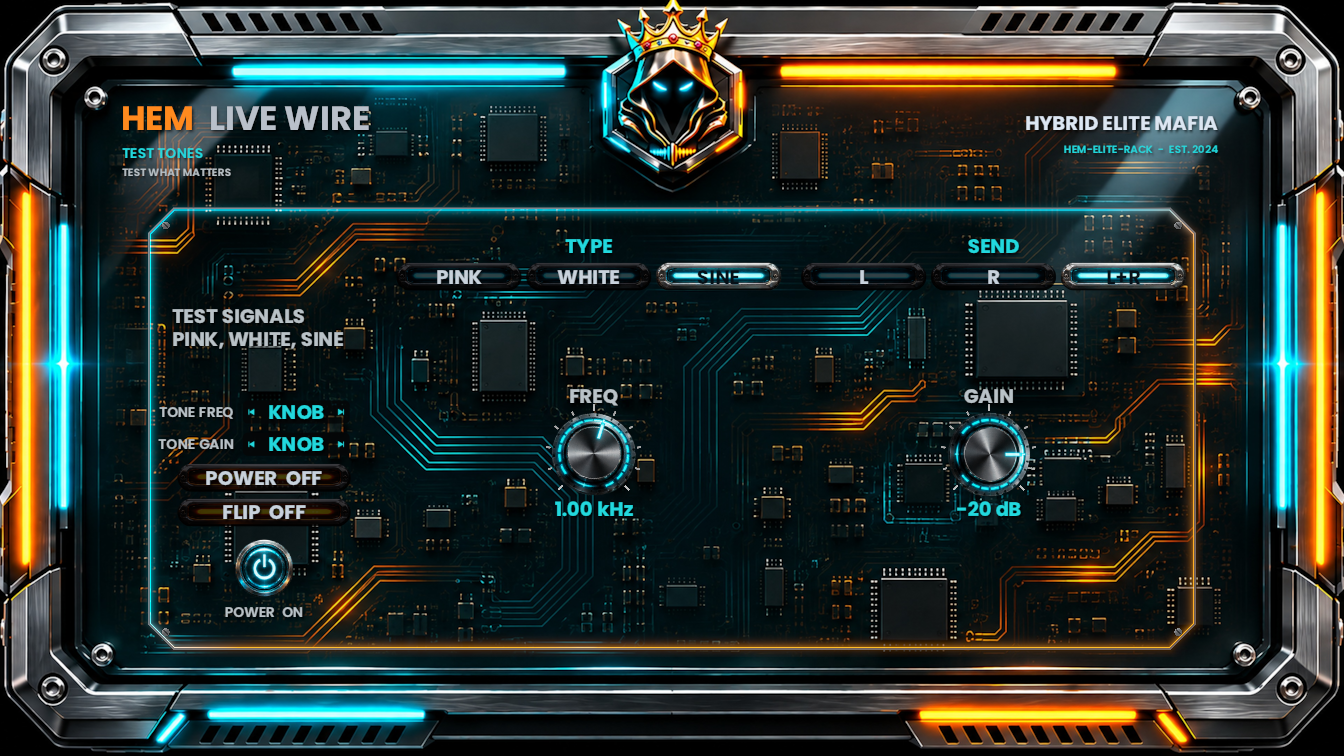 HEM LIVE WIRE
TEST TONES
TEST WHAT MATTERS
HYBRID ELITE MAFIA
HEM-ELITE-RACK - EST. 2024
TYPE
PINK WHITE SINE
SEND
L R L+R
TEST SIGNALS
PINK, WHITE, SINE
TONE FREQ KNOB
TONE GAIN KNOB
POWER OFF
FLIP OFF
POWER ON
FREQ
1.00 kHz
GAIN
-20 dB